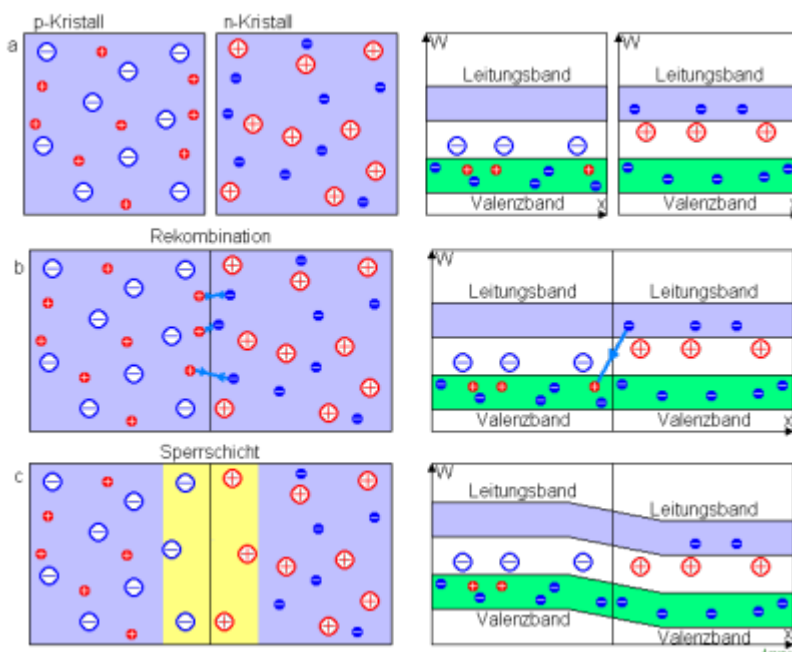 p-Kristall n-Kristall
a
W W
Leitungsband Leitungsband
Valenzband Valenzband
x
Rekombination
b
W
Leitungsband Leitungsband
Valenzband Valenzband
x
Sperrschicht
c
W
Leitungsband Leitungsband
Valenzband Valenzband
x